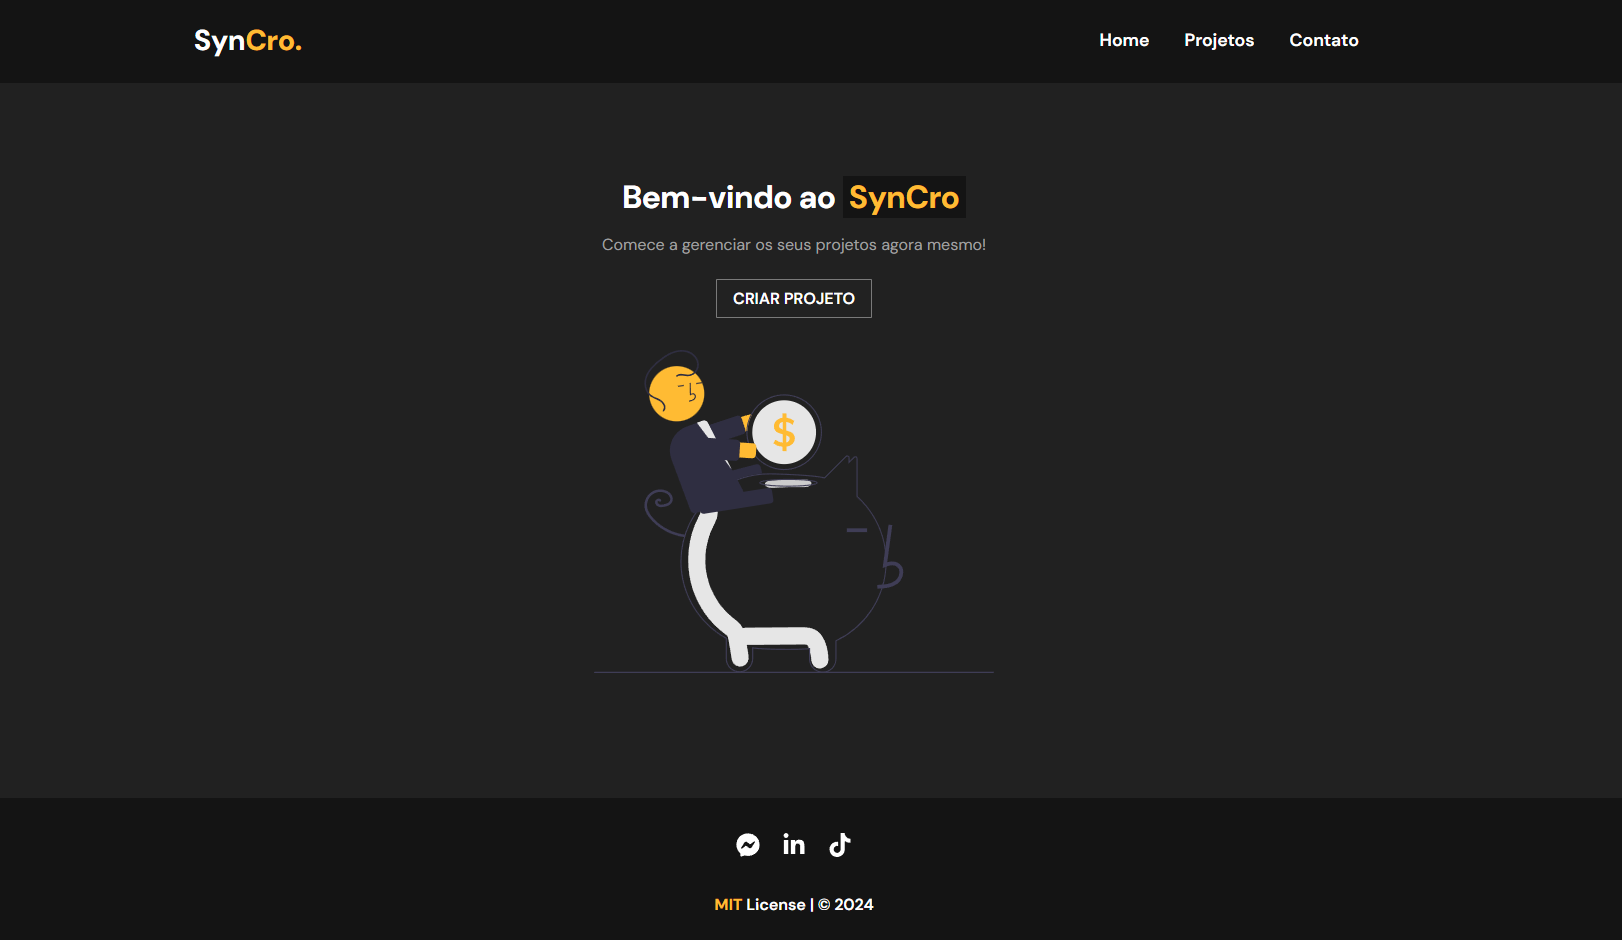 SynCro.
Home Projetos Contato
Bem-vindo ao SynCro
Comece a gerenciar os seus projetos agora mesmo!
CRIAR PROJETO
$
in
MIT License | © 2024